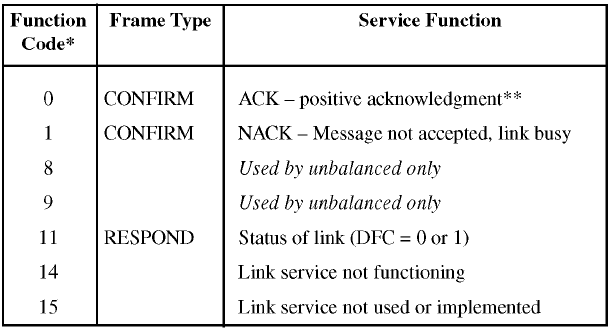 Function Code* Frame Type Service Function
0 CONFIRM ACK – positive acknowledgment**
1 CONFIRM NACK – Message not accepted, link busy
8 Used by unbalanced only
9 Used by unbalanced only
11 RESPOND Status of link (DFC = 0 or 1)
14 Link service not functioning
15 Link service not used or implemented